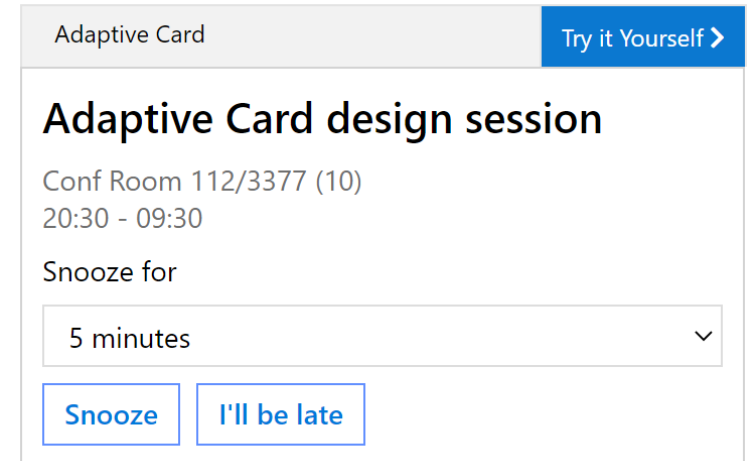 Adaptive Card
Try it Yourself
Adaptive Card design session
Conf Room 112/3377 (10)
20:30 - 09:30
Snooze for
5 minutes
Snooze
I'll be late